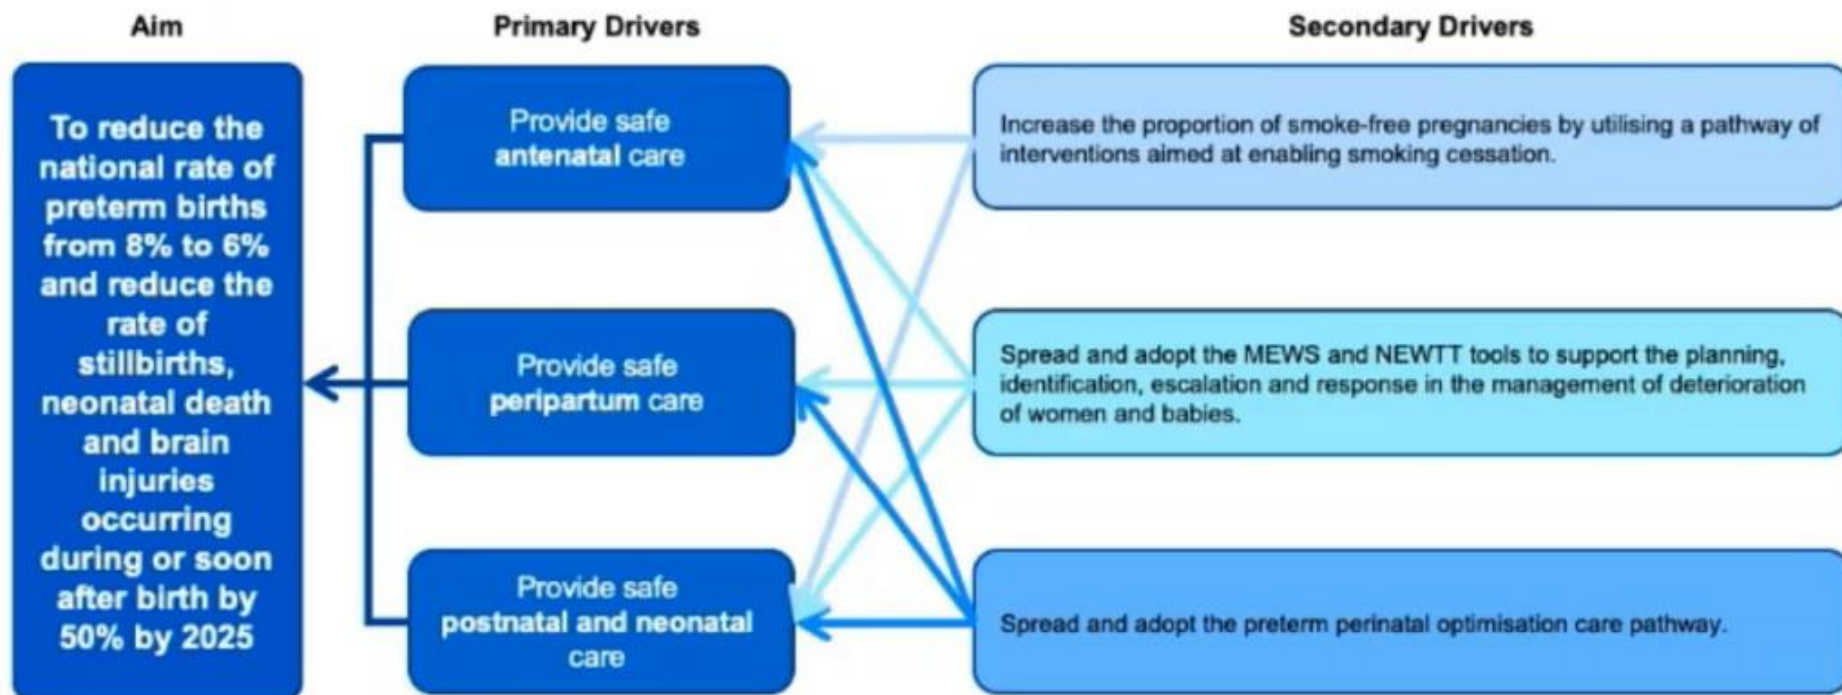 Aim
Primary Drivers
Secondary Drivers
To reduce the
national rate of
preterm births
from 8% to 6%
and reduce the
rate of
stillbirths,
neonatal death
and brain
injuries
occurring
during or soon
after birth by
50% by 2025
Provide safe
antenatal care
Provide safe
peripartum care
Provide safe
postnatal and neonatal
care
Increase the proportion of smoke-free pregnancies by utilising a pathway of
interventions aimed at enabling smoking cessation.
Spread and adopt the MEWS and NEWTT tools to support the planning,
identification, escalation and response in the management of deterioration
of women and babies.
Spread and adopt the preterm perinatal optimisation care pathway.